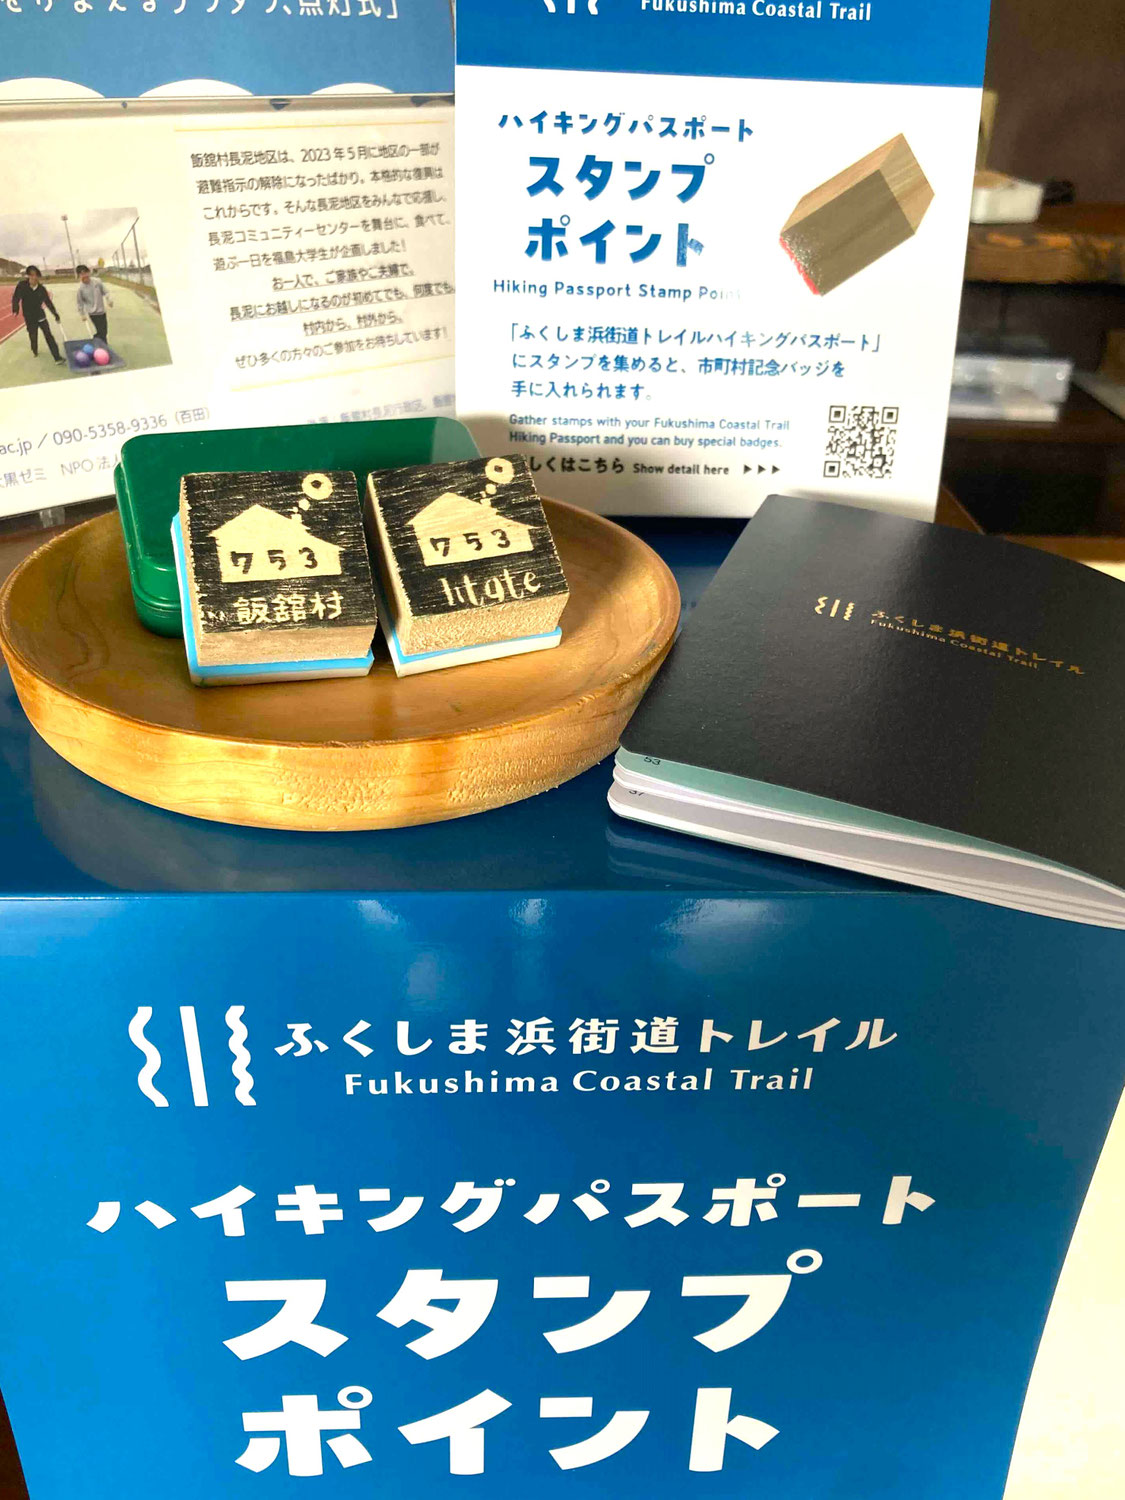 点灯式」
飯舘村長泥地区は、2023年5月に地区の一部が
避難指示の解除になったばかり。本格的な復興は
これからです。そんな長泥地区をみんなで応援し、
長泥コミュニティーセンターを舞台に、食べて、
遊ぶ一日を福島大学生が企画しました!
お一人で、ご家族やご夫婦で。
長泥にお越しになるのが初めてでも、何度でも。
村内から、村外から。
ぜひ多くの方々のご参加をお待ちしています!
ac.jp / 090-5358-9336(百田)
大黒ゼミ NPO法
Fukushima Coastal Trail
ハイキングパスポート
スタンプ
ポイント
Hiking Passport Stamp Point
「ふくしま浜街道トレイルハイキングパスポート」
にスタンプを集めると、市町村記念バッジを
手に入れられます。
Gather stamps with your Fukushima Coastal Trail
Hiking Passport and you can buy special badges.
しくはこちら Show detail here ▶▶▶
753
飯舘村
753
Iitate
ふくしま浜街道トレイル
Fukushima Coastal Trail
53
37
ふくしま浜街道トレイル
Fukushima Coastal Trail
ハイキングパスポート
スタンプ
ポイント